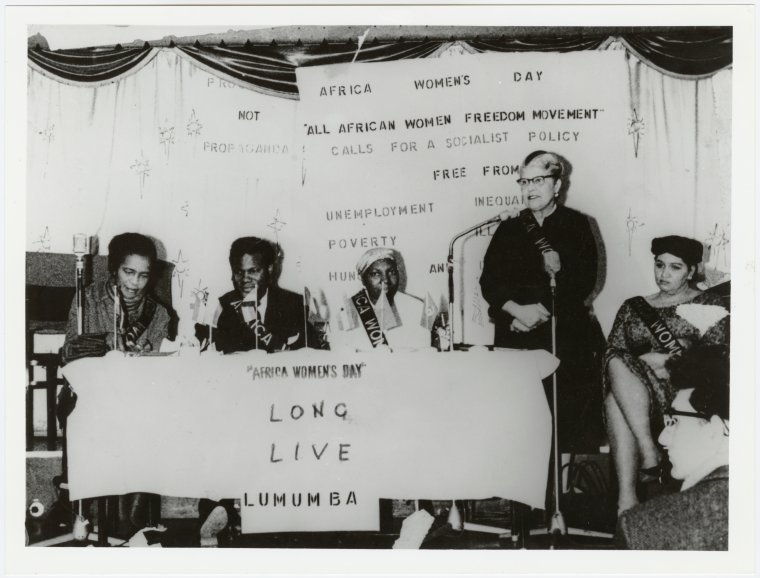 NOT
PROPAGANDA
AFRICA WOMEN'S DAY
"ALL AFRICAN WOMEN FREEDOM MOVEMENT"
CALLS FOR A SOCIALIST POLICY
FREE FROM
UNEMPLOYMENT
POVERTY
"AFRICA WOMEN'S DAY"
LONG
LIVE
LUMUMBA